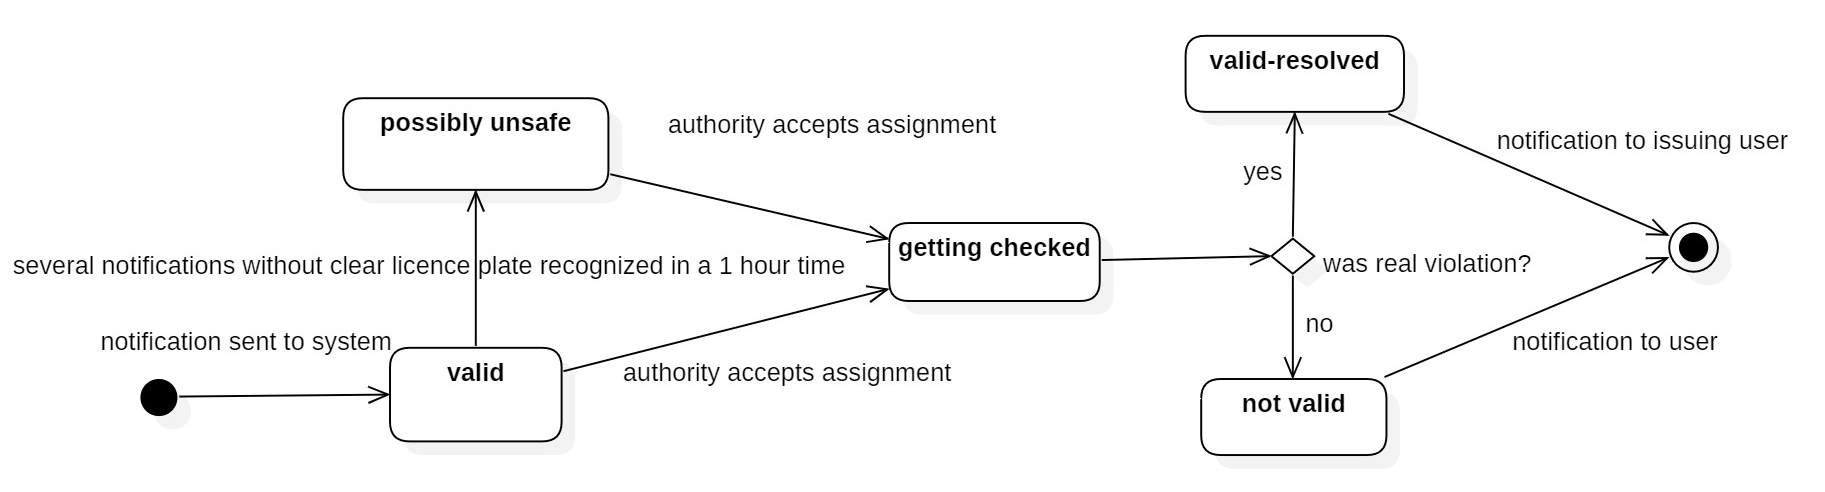 valid-resolved
possibly unsafe
authority accepts assignment
notification to issuing user
yes
getting checked
several notifications without clear licence plate recognized in a 1 hour time
was real violation?
notification sent to system
no
notification to user
valid
authority accepts assignment
not valid